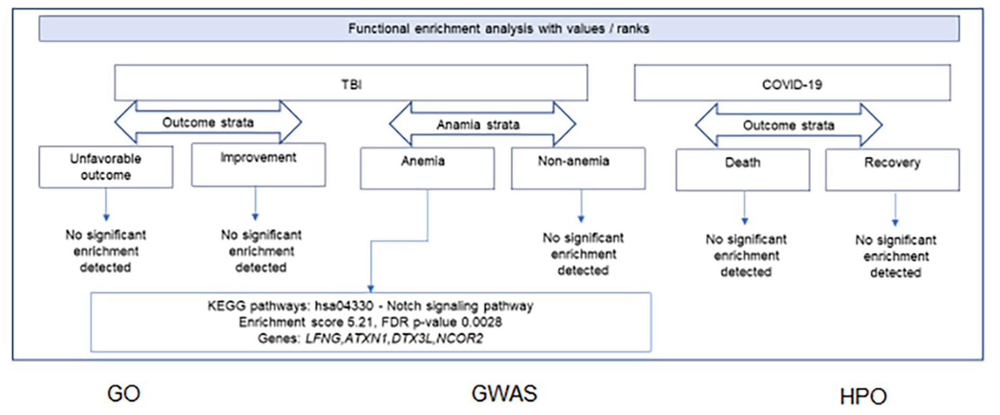 Functional enrichment analysis with values / ranks
TBI
COVID-19
Outcome strata
Anamia strata
Outcome strata
Unfavorable
outcome
Improvement
Anemia
Non-anemia
Death
Recovery
No significant
enrichment
detected
No significant
enrichment
detected
No significant
enrichment
detected
No significant
enrichment
detected
No significant
enrichment
detected
KEGG pathways: hsa04330 - Notch signaling pathway
Enrichment score 5.21, FDR p-value 0.0028
Genes: LFNG,ATXN1,DTX3L,NCOR2
GO
GWAS
HPO